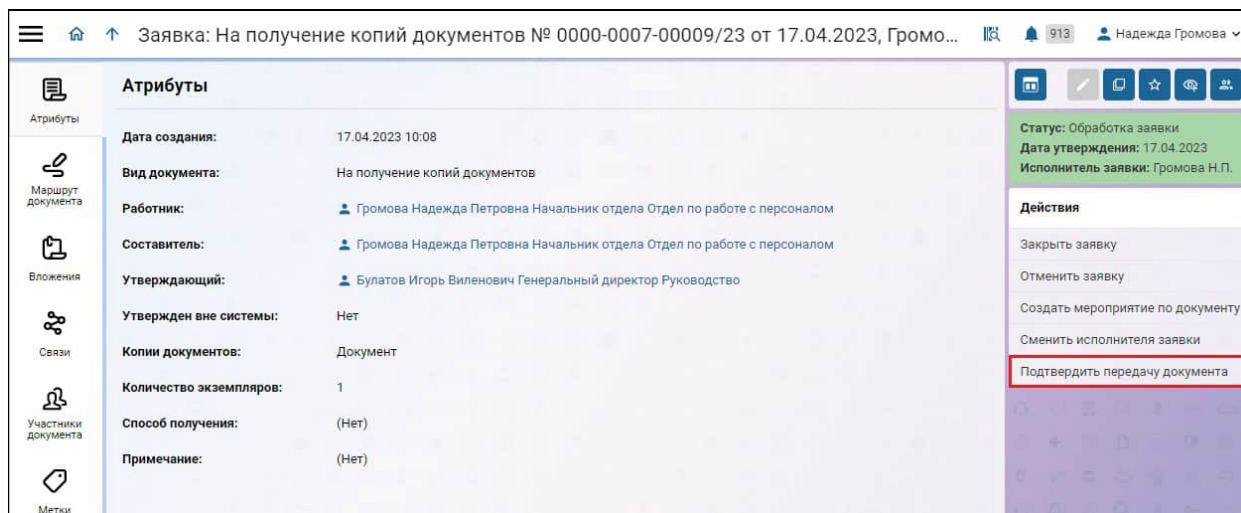 Заявка: На получение копий документов № 0000-0007-00009/23 от 17.04.2023, Громо...
913
Надежда Громова
Атрибуты
Маршрут
документа
Вложения
Связи
Участники
документа
Метки
Атрибуты
Дата создания: 17.04.2023 10:08
Вид документа: На получение копий документов
Работник: Громова Надежда Петровна Начальник отдела Отдел по работе с персоналом
Составитель: Громова Надежда Петровна Начальник отдела Отдел по работе с персоналом
Утверждающий: Булатов Игорь Виленович Генеральный директор Руководство
Утвержден вне системы: Нет
Копии документов: Документ
Количество экземпляров: 1
Способ получения: (Нет)
Примечание: (Нет)
Статус: Обработка заявки
Дата утверждения: 17.04.2023
Исполнитель заявки: Громова Н.П.
Действия
Закрыть заявку
Отменить заявку
Создать мероприятие по документу
Сменить исполнителя заявки
Подтвердить передачу документа